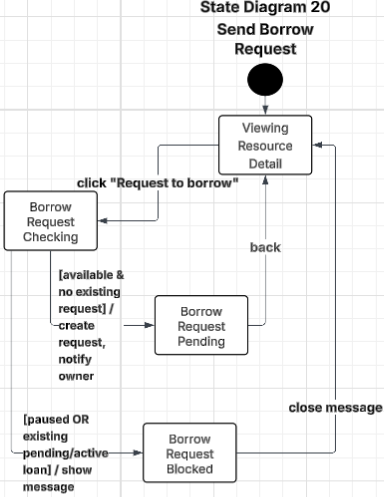 State Diagram 20
Send Borrow
Request
Viewing
Resource
Detail
click "Request to borrow"
Borrow
Request
Checking
back
[available &
no existing
request] /
create
request,
notify
owner
Borrow
Request
Pending
close message
[paused OR
existing
pending/active
loan] / show
message
Borrow
Request
Blocked